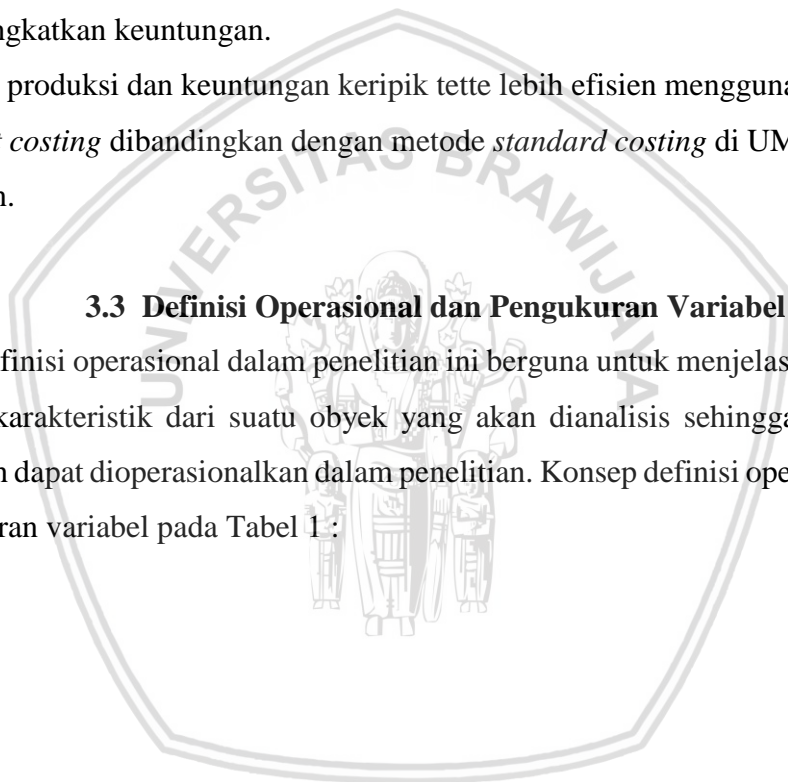 ngkatkan keuntungan.
produksi dan keuntungan keripik tette lebih efisien mengguna
costing dibandingkan dengan metode standard costing di UM
UNIVERSITAS BRAWIJAYA
3.3 Definisi Operasional dan Pengukuran Variabel
finisi operasional dalam penelitian ini berguna untuk menjelas
karakteristik dari suatu obyek yang akan dianalisis sehingga
dapat dioperasionalkan dalam penelitian. Konsep definisi ope
ran variabel pada Tabel 1 :